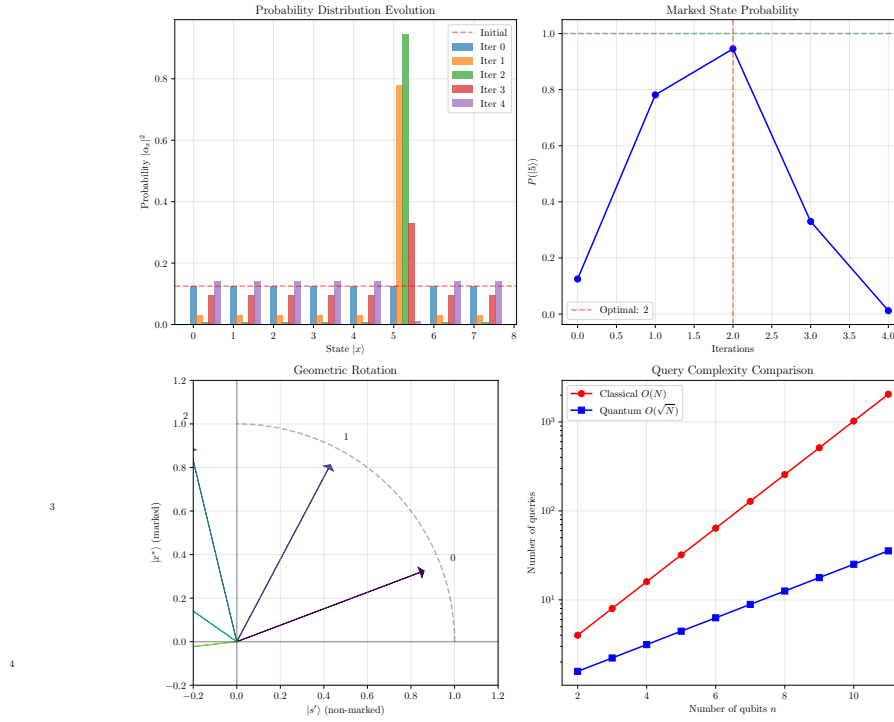 Probability Distribution Evolution
Probability |αₓ|²
0.0
0.2
0.4
0.6
0.8
0 1 2 3 4 5 6 7 8
State |x⟩
Initial
Iter 0
Iter 1
Iter 2
Iter 3
Iter 4
Marked State Probability
P(|5⟩)
0.0
0.2
0.4
0.6
0.8
1.0
0.0 0.5 1.0 1.5 2.0 2.5 3.0 3.5 4.0
Iterations
Optimal: 2
Geometric Rotation
|x*⟩ (marked)
−0.2
0.0
0.2
0.4
0.6
0.8
1.0
1.2
−0.2 0.0 0.2 0.4 0.6 0.8 1.0 1.2
|s′⟩ (non-marked)
0
1
2
3
4
Query Complexity Comparison
Number of queries
10¹
10²
10³
2 4 6 8 10
Number of qubits n
Classical O(N)
Quantum O(√N)